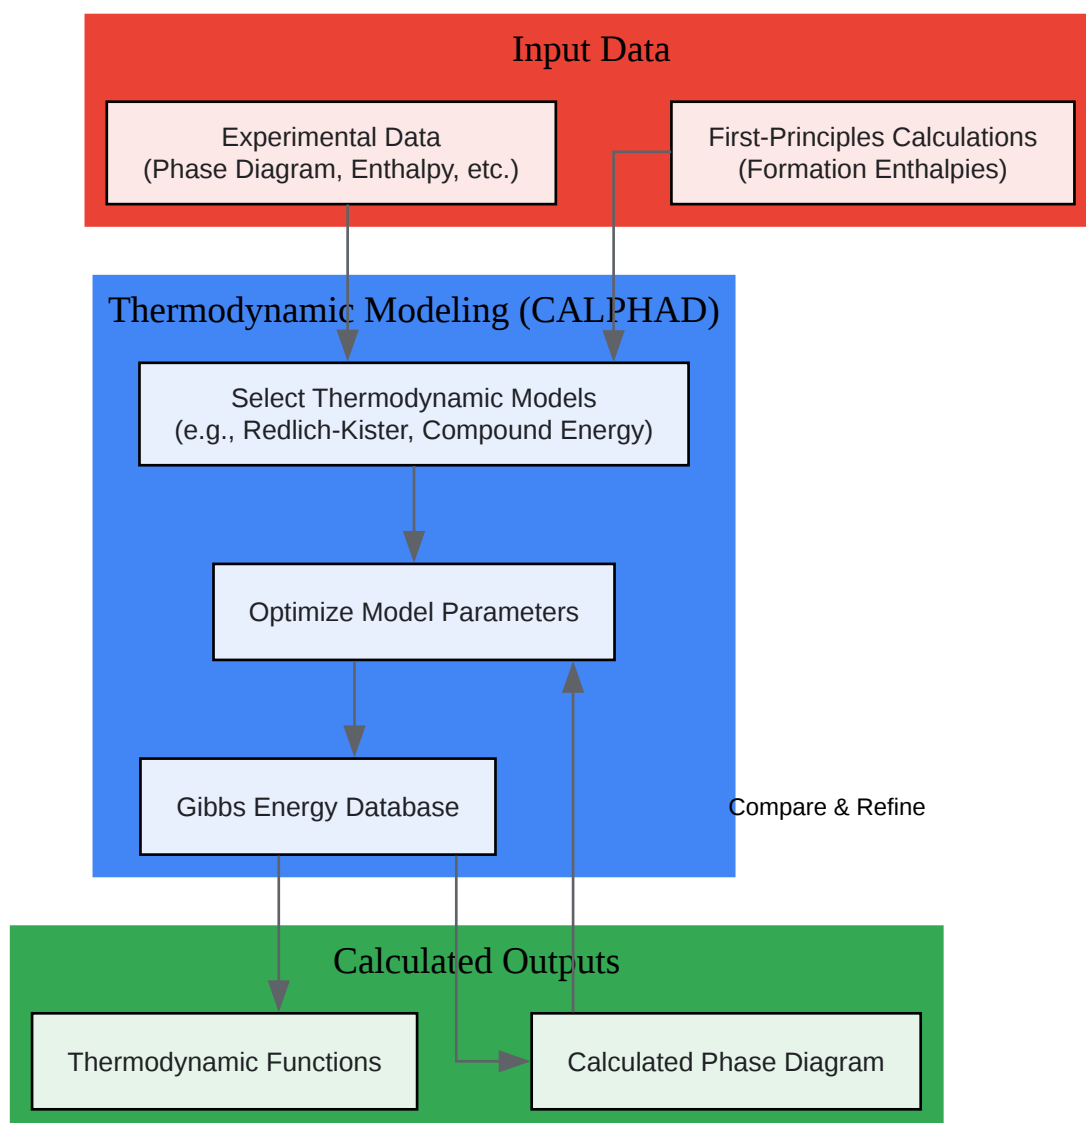 Input Data
Experimental Data
(Phase Diagram, Enthalpy, etc.)
First-Principles Calculations
(Formation Enthalpies)
Thermodynamic Modeling (CALPHAD)
Select Thermodynamic Models
(e.g., Redlich-Kister, Compound Energy)
Optimize Model Parameters
Gibbs Energy Database
Compare & Refine
Calculated Outputs
Thermodynamic Functions
Calculated Phase Diagram